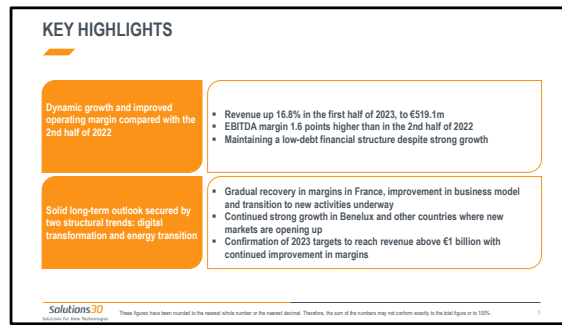 KEY HIGHLIGHTS
Dynamic growth and improved
operating margin compared with the
2nd half of 2022
▪ Revenue up 16.8% in the first half of 2023, to €519.1m
▪ EBITDA margin 1.6 points higher than in the 2nd half of 2022
▪ Maintaining a low-debt financial structure despite strong growth
Solid long-term outlook secured by
two structural trends: digital
transformation and energy transition
▪ Gradual recovery in margins in France, improvement in business model
and transition to new activities underway
▪ Continued strong growth in Benelux and other countries where new
markets are opening up
▪ Confirmation of 2023 targets to reach revenue above €1 billion with
continued improvement in margins
Solutions30
Solutions For New Technologies
These figures have been rounded to the nearest whole number or the nearest decimal. Therefore, the sum of the numbers may not conform exactly to the total figure or to 100%.